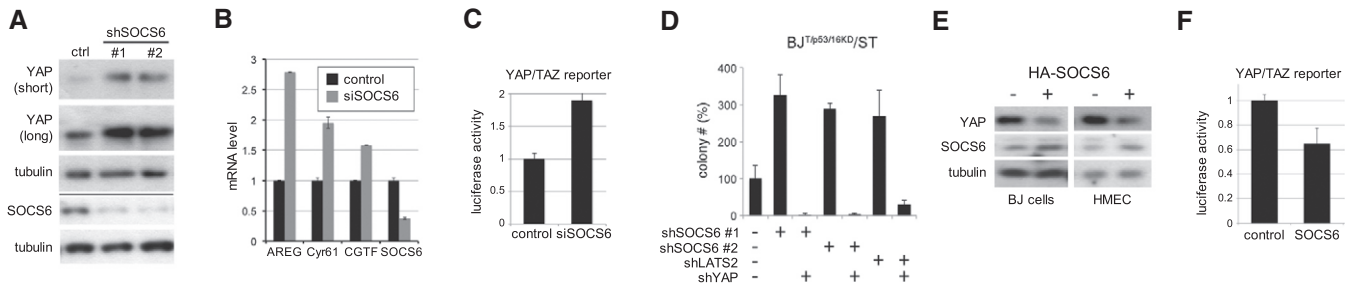 A
shSOCS6
ctrl #1 #2
YAP
(short)
YAP
(long)
tubulin
SOCS6
tubulin
B
mRNA level
3
2.5
2
1.5
1
0.5
0
control
siSOCS6
AREG Cyr61 CGTF SOCS6
C
YAP/TAZ reporter
luciferase activity
2
1.5
1
0.5
0
control siSOCS6
D
BJT/p53/16KD/ST
colony # (%)
400
300
200
100
0
shSOCS6 #1 - + +
shSOCS6 #2 - + +
shLATS2 - + +
shYAP - + + +
E
HA-SOCS6
- + - +
YAP
SOCS6
tubulin
BJ cells HMEC
F
YAP/TAZ reporter
luciferase activity
1
0.8
0.6
0.4
0.2
0
control SOCS6